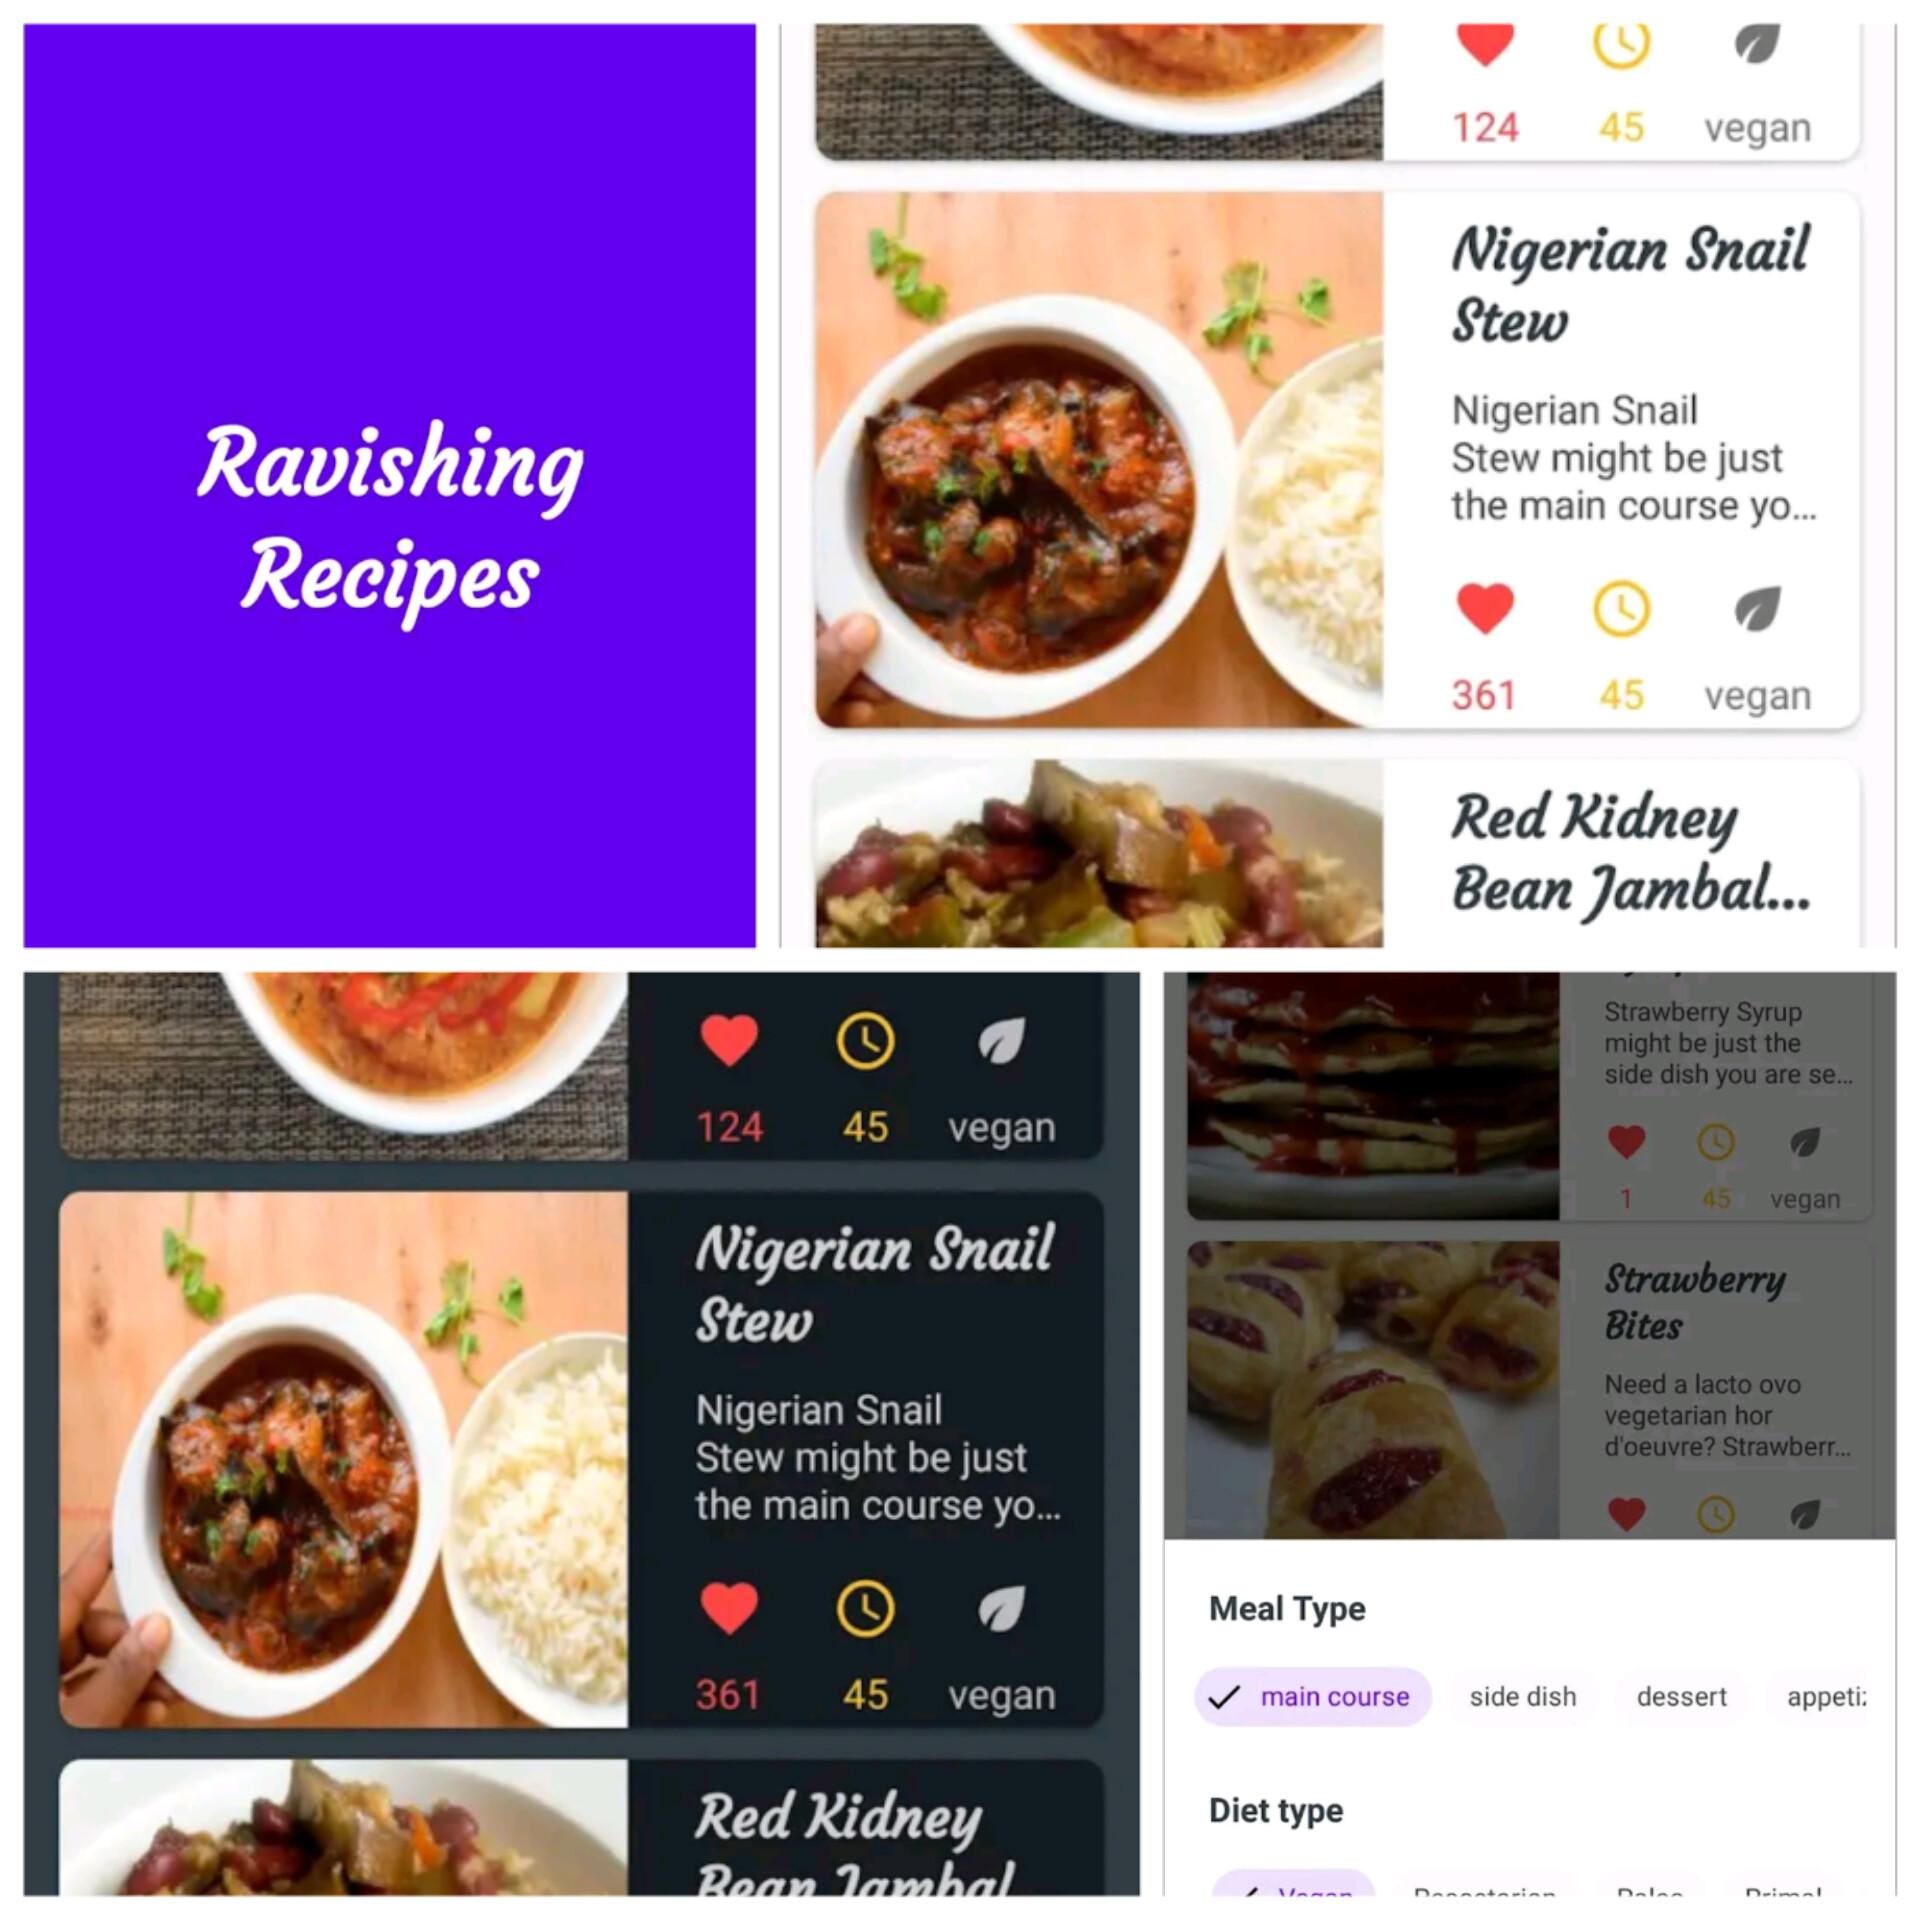 Ravishing
Recipes
124 45 vegan
Nigerian Snail
Stew
Nigerian Snail
Stew might be just
the main course yo...
361 45 vegan
Red Kidney
Bean Jambal...
124 45 vegan
Nigerian Snail
Stew
Nigerian Snail
Stew might be just
the main course yo...
361 45 vegan
Red Kidney
Bean Jambal
Strawberry Syrup
might be just the
side dish you are se...
1 45 vegan
Strawberry
Bites
Need a lacto ovo
vegetarian hor
d'oeuvre? Strawberr...
Meal Type
main course side dish dessert appetiz
Diet type
Vegan Pescetarian Paleo Primal